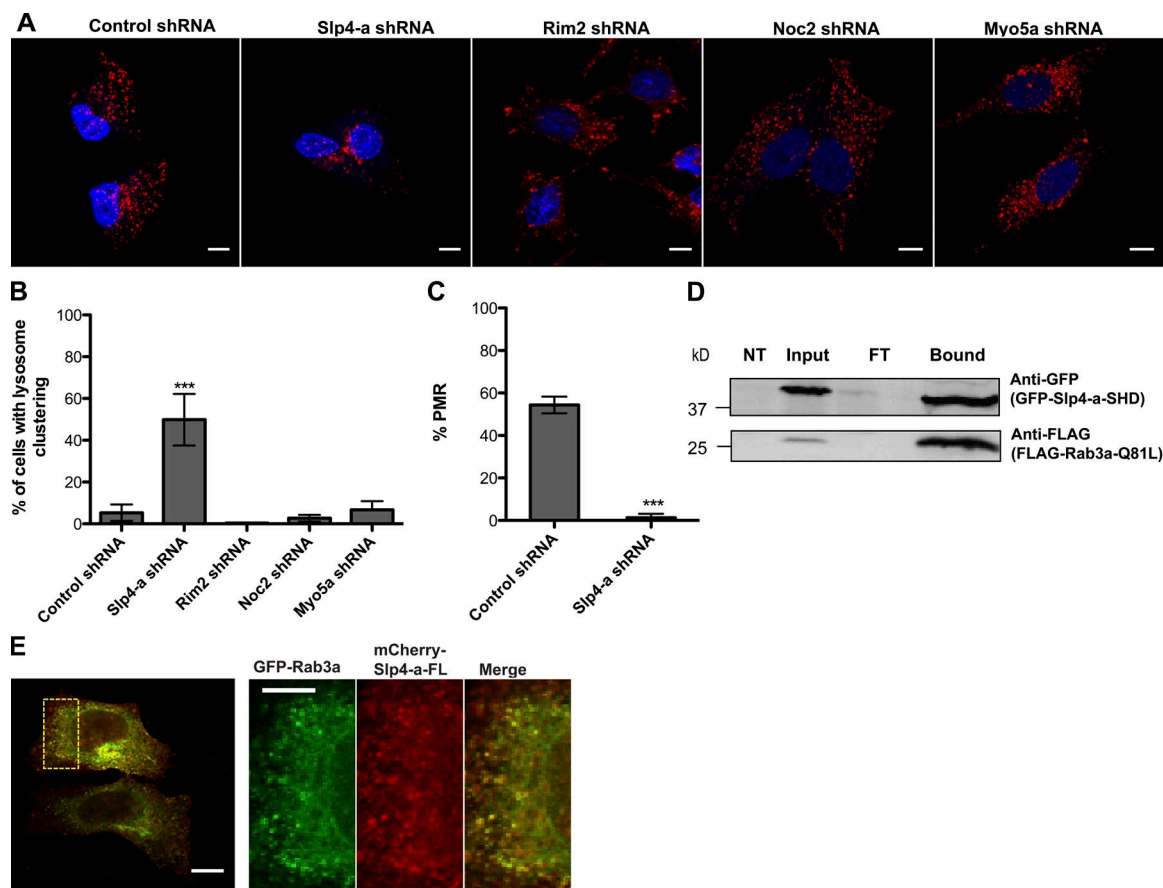 A
Control shRNA Slp4-a shRNA Rim2 shRNA Noc2 shRNA Myo5a shRNA
B
% of cells with lysosome clustering
100
80
60
40
20
0
***
Control shRNA
Slp4-a shRNA
Rim2 shRNA
Noc2 shRNA
Myo5a shRNA
C
% PMR
100
80
60
40
20
0
***
Control shRNA
Slp4-a shRNA
D
kD NT Input FT Bound
37
25
Anti-GFP
(GFP-Slp4-a-SHD)
Anti-FLAG
(FLAG-Rab3a-Q81L)
E
GFP-Rab3a
mCherry-
Slp4-a-FL
Merge